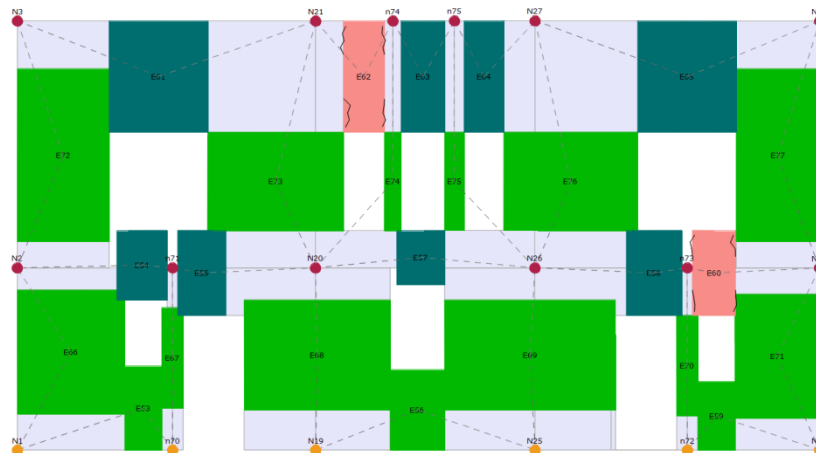 N3 N21 n74 n75 N27 N
E61 E62 E63 E64 E65
E72 E77
E73 E74 E75 E76
N2 E54 n71 E55 N20 E57 N26 E58 n73 E60 N
E66 E67 E68 E69 E70 E71
E53 E56 E59
N1 n70 N19 N25 n72 N